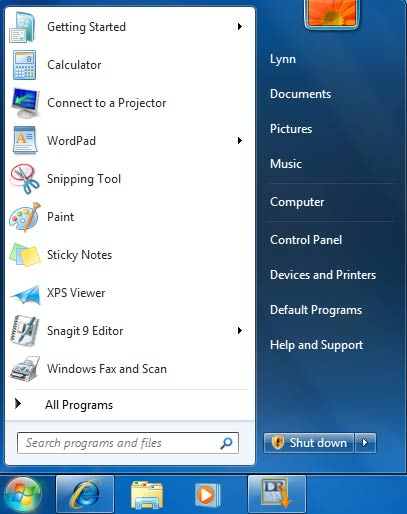 Getting Started
Calculator
Connect to a Projector
WordPad
Snipping Tool
Paint
Sticky Notes
XPS Viewer
Snagit 9 Editor
Windows Fax and Scan
All Programs
Search programs and files
Lynn
Documents
Pictures
Music
Computer
Control Panel
Devices and Printers
Default Programs
Help and Support
Shut down
DR